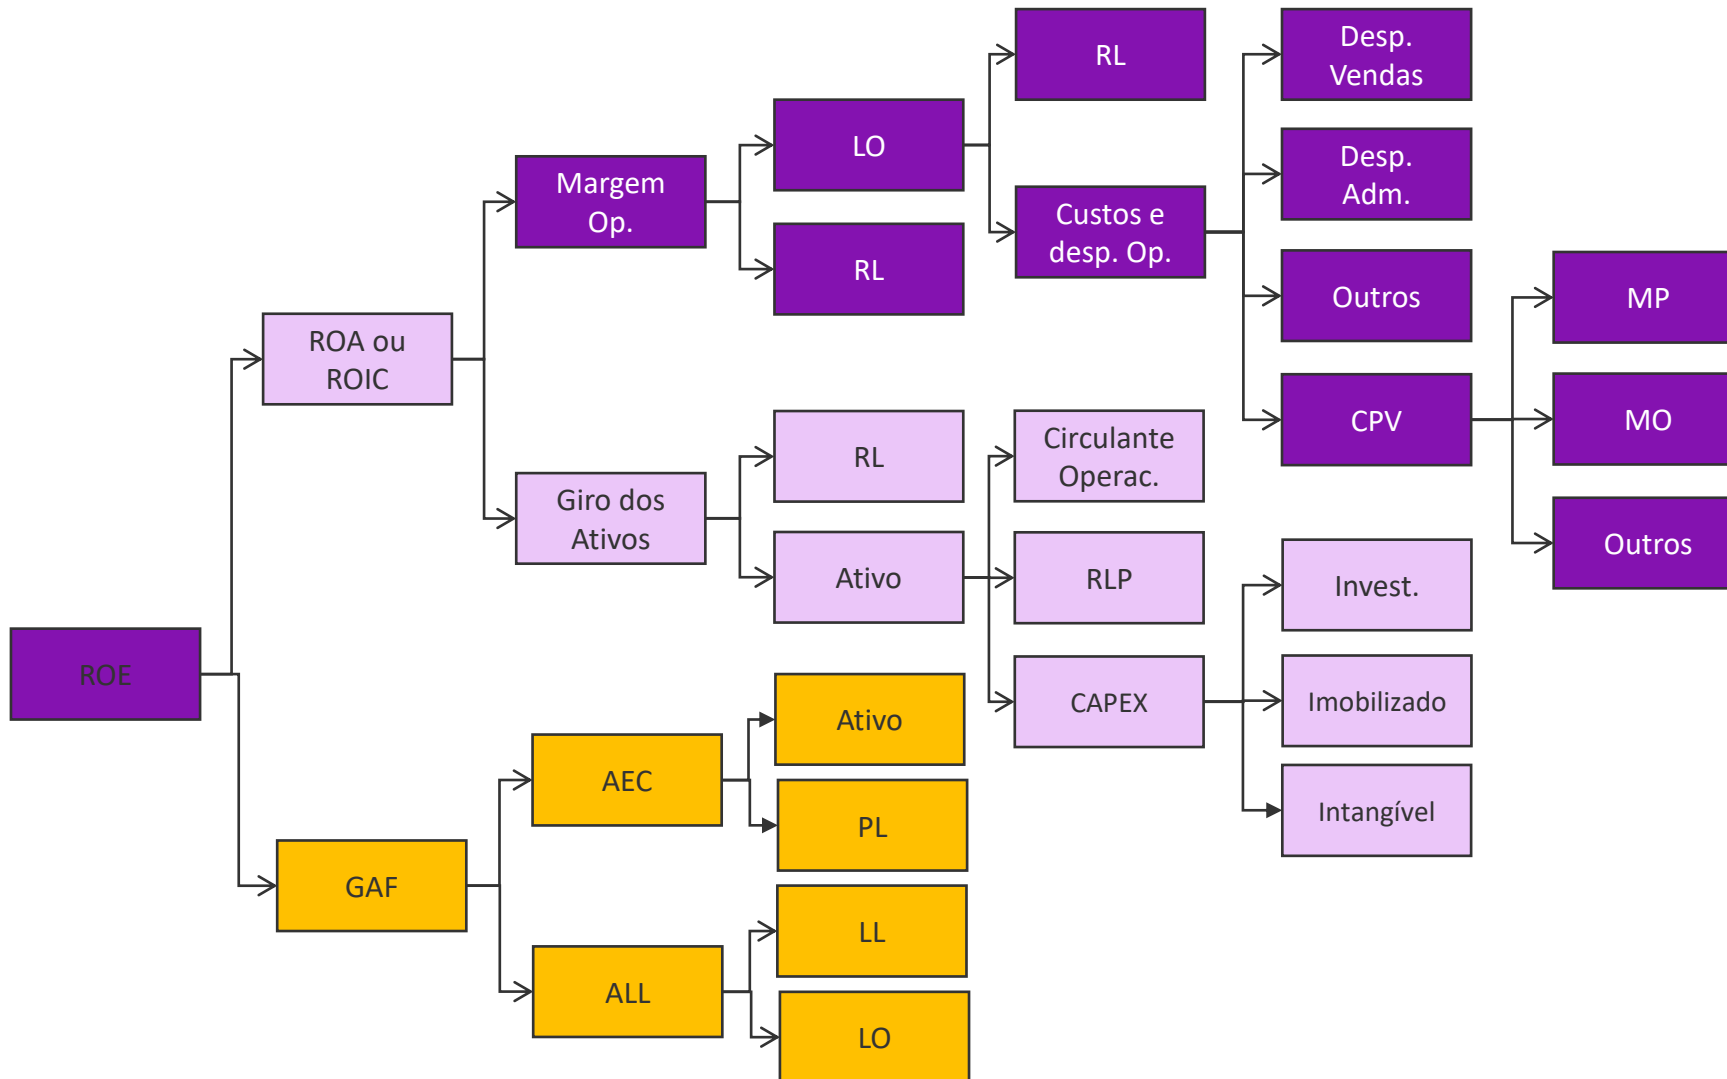 RL
Desp.
Vendas
LO
Desp.
Adm.
Margem
Op.
Custos e
desp. Op.
RL
Outros
MP
ROA ou
ROIC
CPV
MO
RL
Circulante
Operac.
Giro dos
Ativos
Outros
Ativo
RLP
Invest.
ROE
CAPEX
Imobilizado
Ativo
AEC
Intangível
PL
GAF
LL
ALL
LO